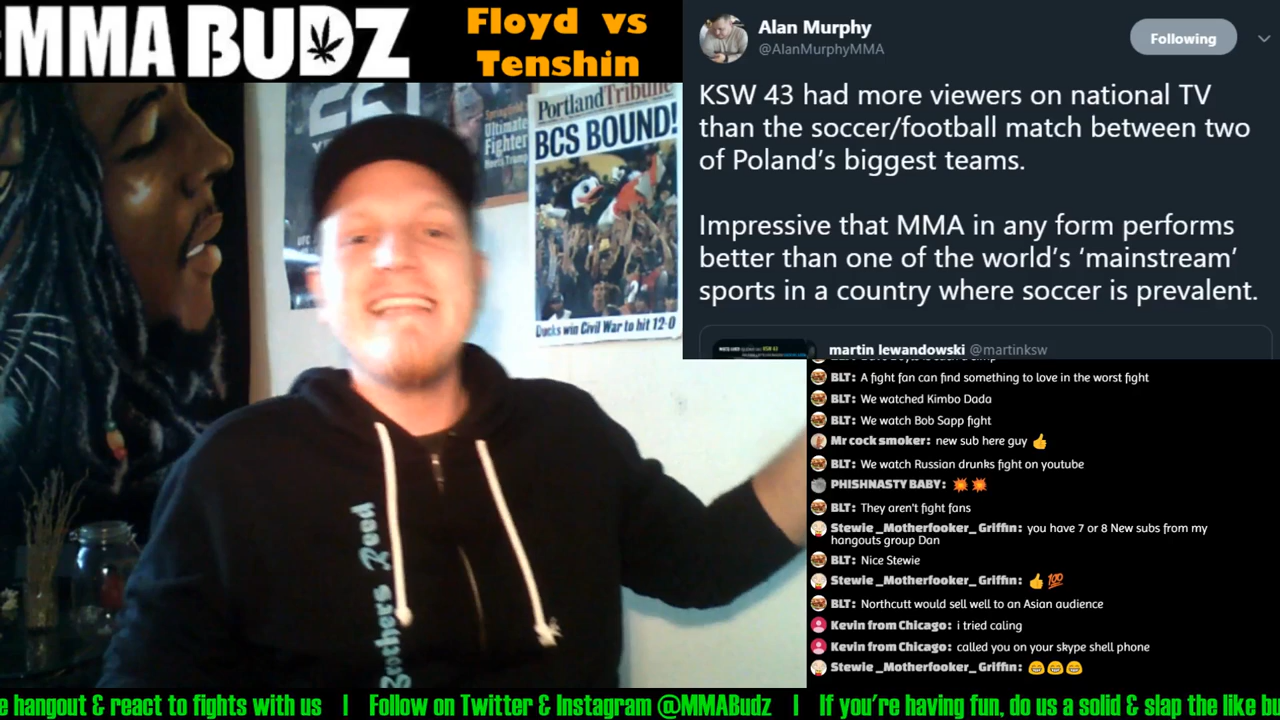 MMA BUDZ
Floyd vs
Tenshin
Alan Murphy
@AlanMurphyMMA
Following
KSW 43 had more viewers on national TV
than the soccer/football match between two
of Poland's biggest teams.
Impressive that MMA in any form performs
better than one of the world's 'mainstream'
sports in a country where soccer is prevalent.
martin lewandowski @martinksw
Portland Tribune
BCS BOUND!
Ducks win Civil War to hit 12-0
Ultimate
Fighter
Brothers Reed
BLT: A fight fan can find something to love in the worst fight
BLT: We watched Kimbo Dada
BLT: We watch Bob Sapp fight
Mr cock smoker: new sub here guy 👍
BLT: We watch Russian drunks fight on youtube
PHISHNASTY BABY: 💥💥
BLT: They aren't fight fans
Stewie _Motherfooker_Griffin: you have 7 or 8 New subs from my
hangouts group Dan
BLT: Nice Stewie
Stewie _Motherfooker_Griffin: 👍💯
BLT: Northcutt would sell well to an Asian audience
Kevin from Chicago: i tried caling
Kevin from Chicago: called you on your skype shell phone
Stewie _Motherfooker_Griffin: 😂😂😂
e hangout & react to fights with us | Follow on Twitter & Instagram @MMABudz | If you're having fun, do us a solid & slap the like bu